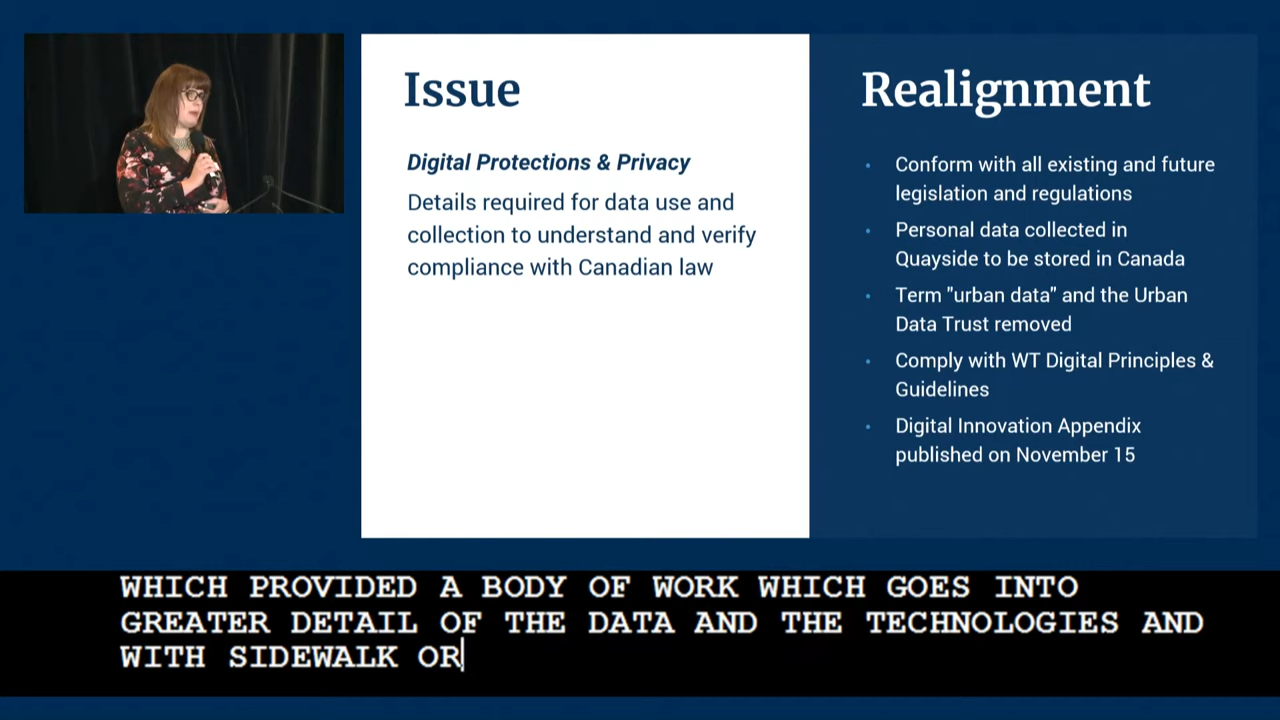 Issue
Digital Protections & Privacy
Details required for data use and
collection to understand and verify
compliance with Canadian law
Realignment
• Conform with all existing and future
legislation and regulations
• Personal data collected in
Quayside to be stored in Canada
• Term "urban data" and the Urban
Data Trust removed
• Comply with WT Digital Principles &
Guidelines
• Digital Innovation Appendix
published on November 15
WHICH PROVIDED A BODY OF WORK WHICH GOES INTO
GREATER DETAIL OF THE DATA AND THE TECHNOLOGIES AND
WITH SIDEWALK OR